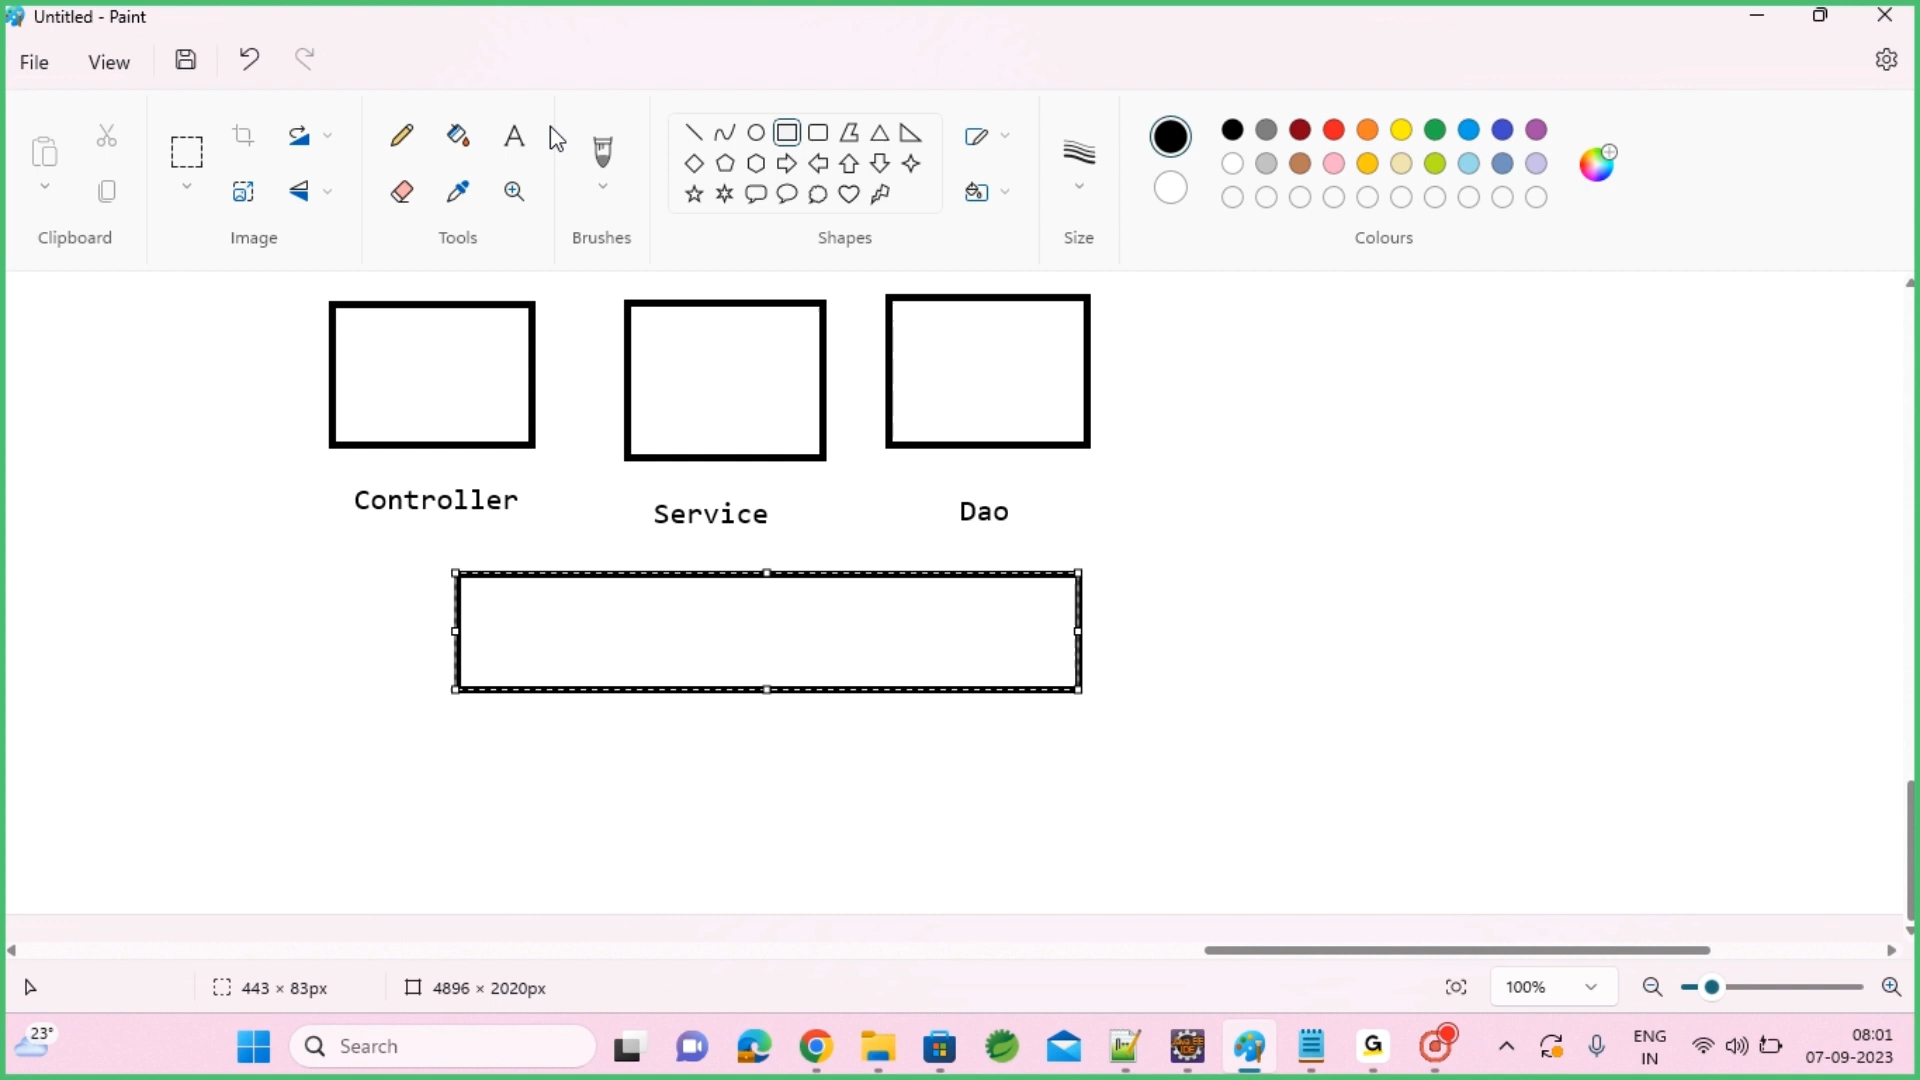 Untitled - Paint
File View
Clipboard Image Tools Brushes Shapes Size Colours
Controller
Service
Dao
443 × 83px 4896 × 2020px 100%
23° Search ENG 08:01
IN 07-09-2023